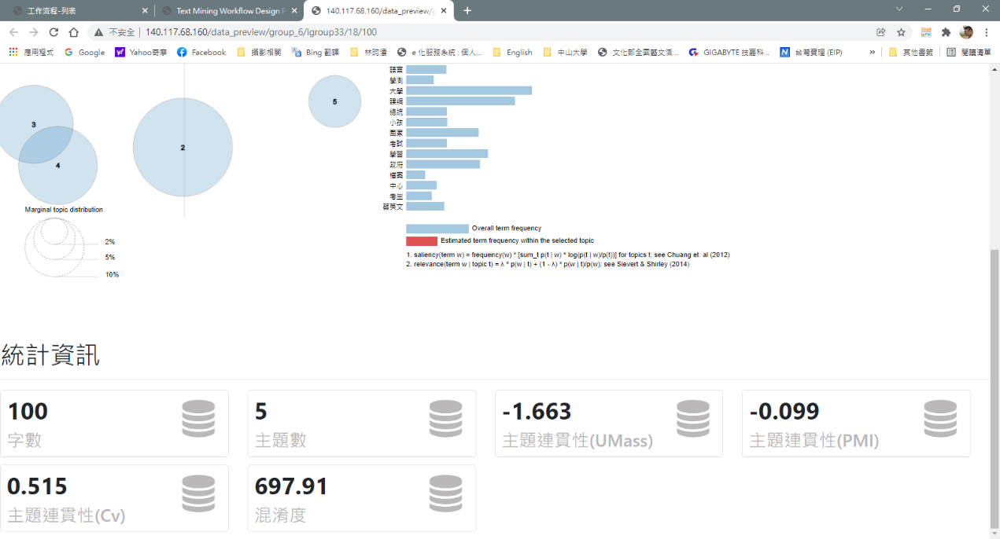 工作流程-列表
Text Mining Workflow Design P
140.117.68.160/data_preview/g
不安全
140.117.68.160/data_preview/group_6/igroup33/18/100
應用程式
Google
Yahoo奇摩
Facebook
攝影相關
Bing 翻譯
e 化服務系統 : 個人...
English
中山大學
文化部全國藝文活...
GIGABYTE 技嘉科...
台灣費理 (EIP)
»
其他書籤
閱讀清單
3
4
2
5
語言
學測
大學
課綱
總統
小孩
國家
考試
學習
政府
檔案
中心
考生
蔡英文
Marginal topic distribution
2%
5%
10%
Overall term frequency
Estimated term frequency within the selected topic
1. saliency(term w) = frequency(w) * [sum_t p(t | w) * log(p(t | w)/p(t))] for topics t; see Chuang et. al (2012)
2. relevance(term w | topic t) = λ * p(w | t) + (1 - λ) * p(w | t)/p(w); see Sievert & Shirley (2014)
統計資訊
100
字數
5
主題數
-1.663
主題連貫性(UMass)
-0.099
主題連貫性(PMI)
0.515
主題連貫性(Cv)
697.91
混淆度